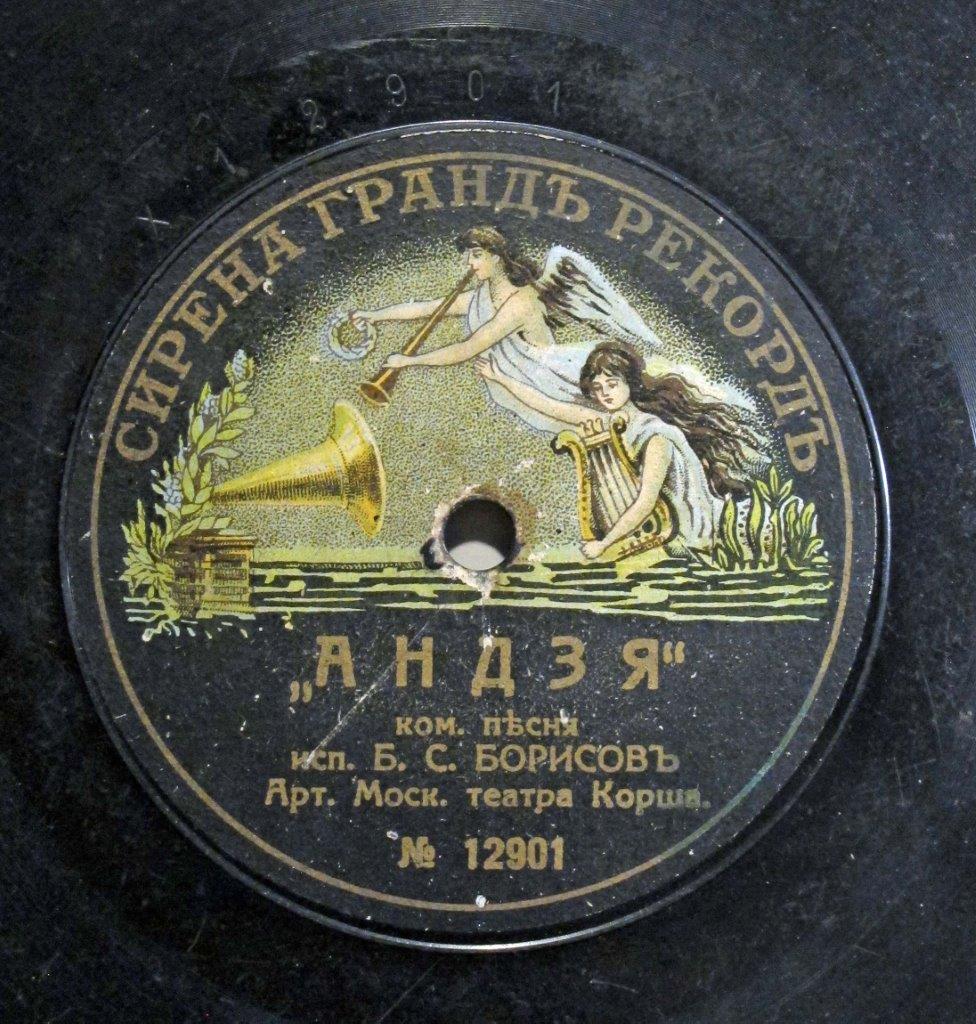 12901
СИРЕНА ГРАНДЪ РЕКОРДЪ
„АНДЗЯ“
ком. пѣсня
исп. Б. С. БОРИСОВЪ
Арт. Моск. театра Корша.
№ 12901